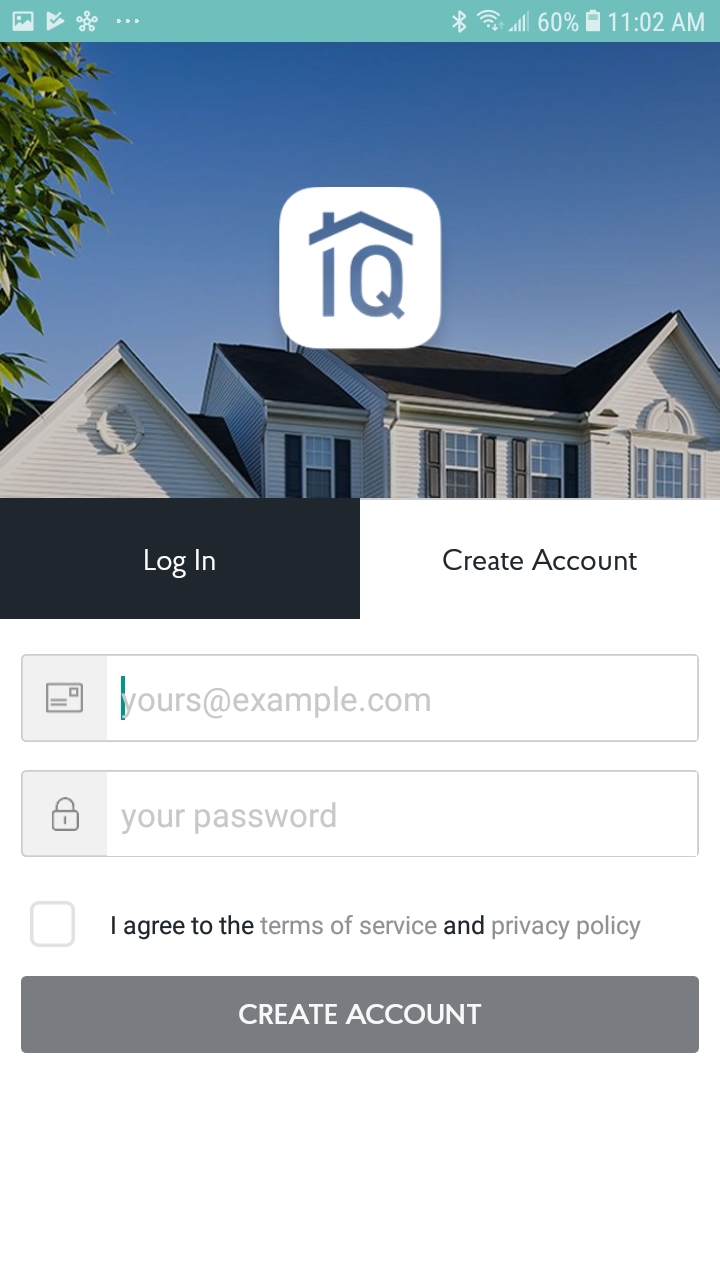 60% 11:02 AM
IQ
Log In
Create Account
yours@example.com
your password
I agree to the terms of service and privacy policy
CREATE ACCOUNT